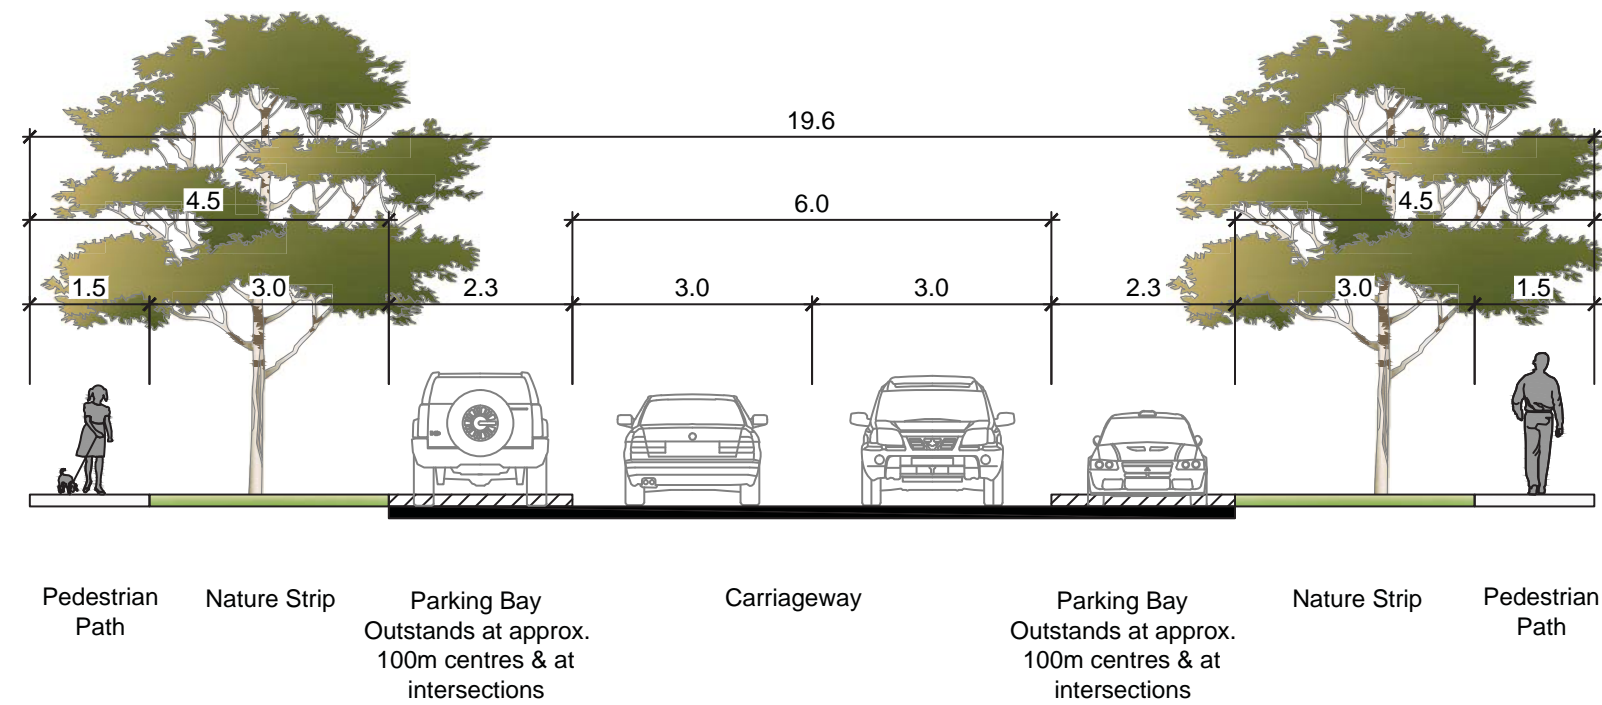 19.6
4.5
6.0
4.5
1.5
3.0
2.3
3.0
3.0
2.3
3.0
1.5
Pedestrian
Path
Nature Strip
Parking Bay
Outstands at approx.
100m centres & at
intersections
Carriageway
Parking Bay
Outstands at approx.
100m centres & at
intersections
Nature Strip
Pedestrian
Path